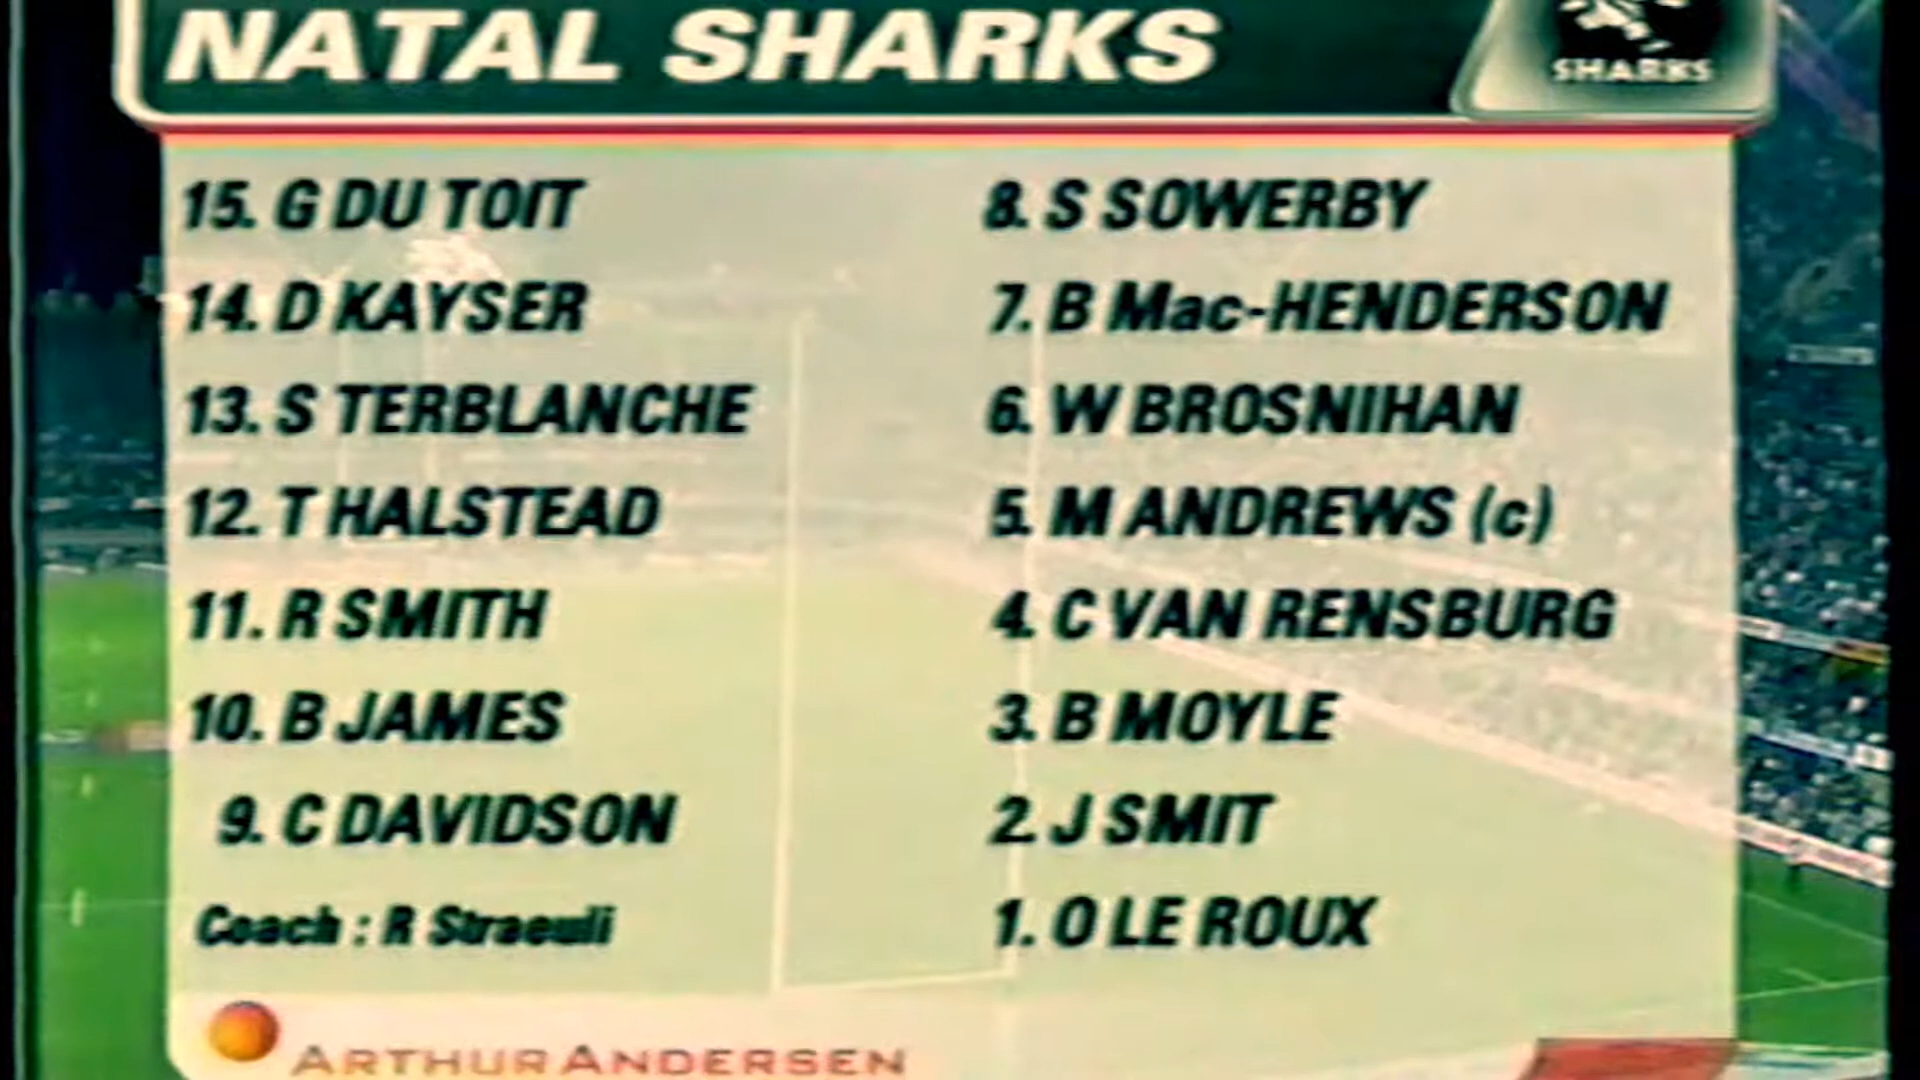 NATAL SHARKS
SHARKS
15. G DU TOIT
14. D KAYSER
13. S TERBLANCHE
12. T HALSTEAD
11. R SMITH
10. B JAMES
9. C DAVIDSON
Coach : R Straeuli
8. S SOWERBY
7. B Mac-HENDERSON
6. W BROSNIHAN
5. M ANDREWS (c)
4. C VAN RENSBURG
3. B MOYLE
2. J SMIT
1. O LE ROUX
ARTHUR ANDERSEN